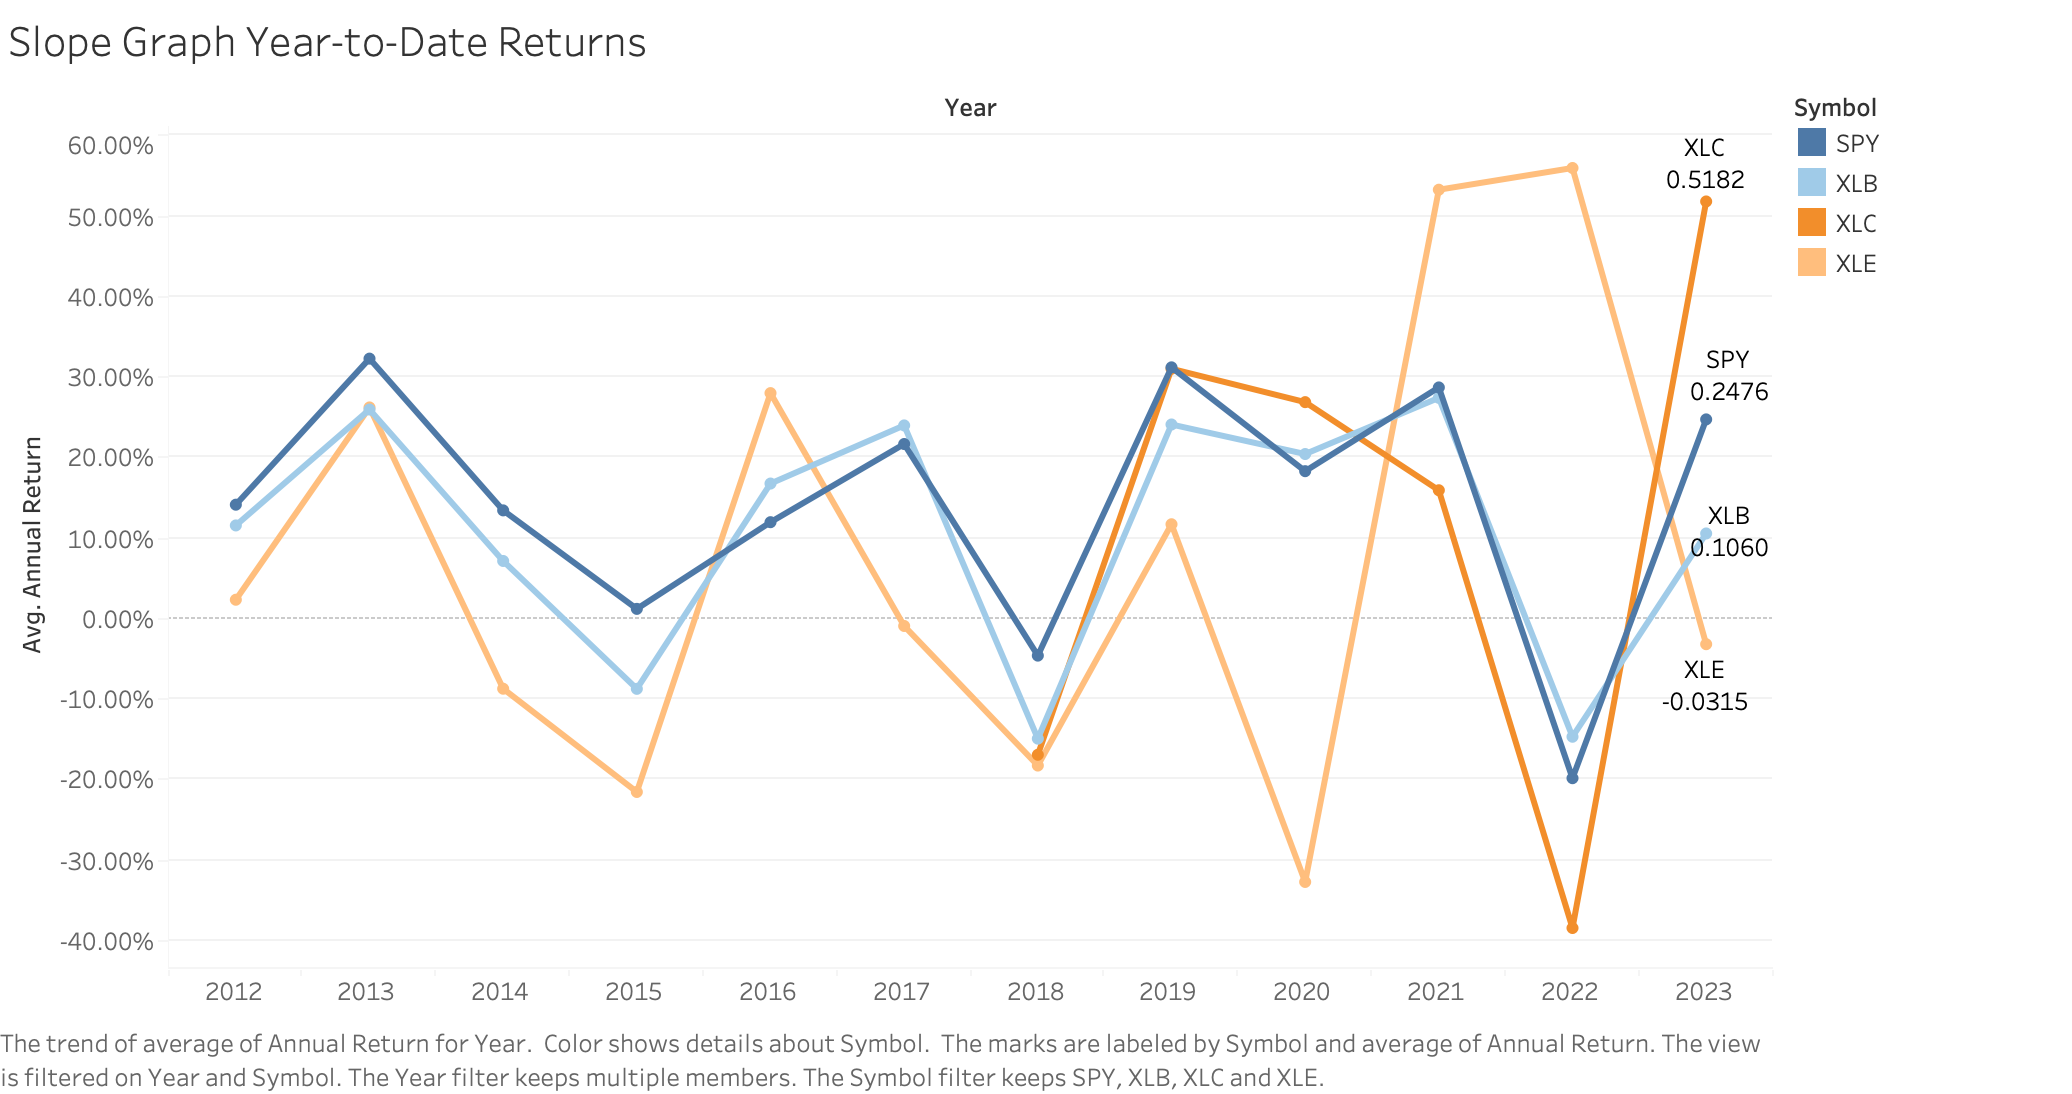 Slope Graph Year-to-Date Returns
Year
Symbol
SPY
XLB
XLC
XLE
Avg. Annual Return
60.00%
50.00%
40.00%
30.00%
20.00%
10.00%
0.00%
-10.00%
-20.00%
-30.00%
-40.00%
XLC
0.5182
SPY
0.2476
XLB
0.1060
XLE
-0.0315
2012 2013 2014 2015 2016 2017 2018 2019 2020 2021 2022 2023
The trend of average of Annual Return for Year.  Color shows details about Symbol.  The marks are labeled by Symbol and average of Annual Return. The view
is filtered on Year and Symbol. The Year filter keeps multiple members. The Symbol filter keeps SPY, XLB, XLC and XLE.